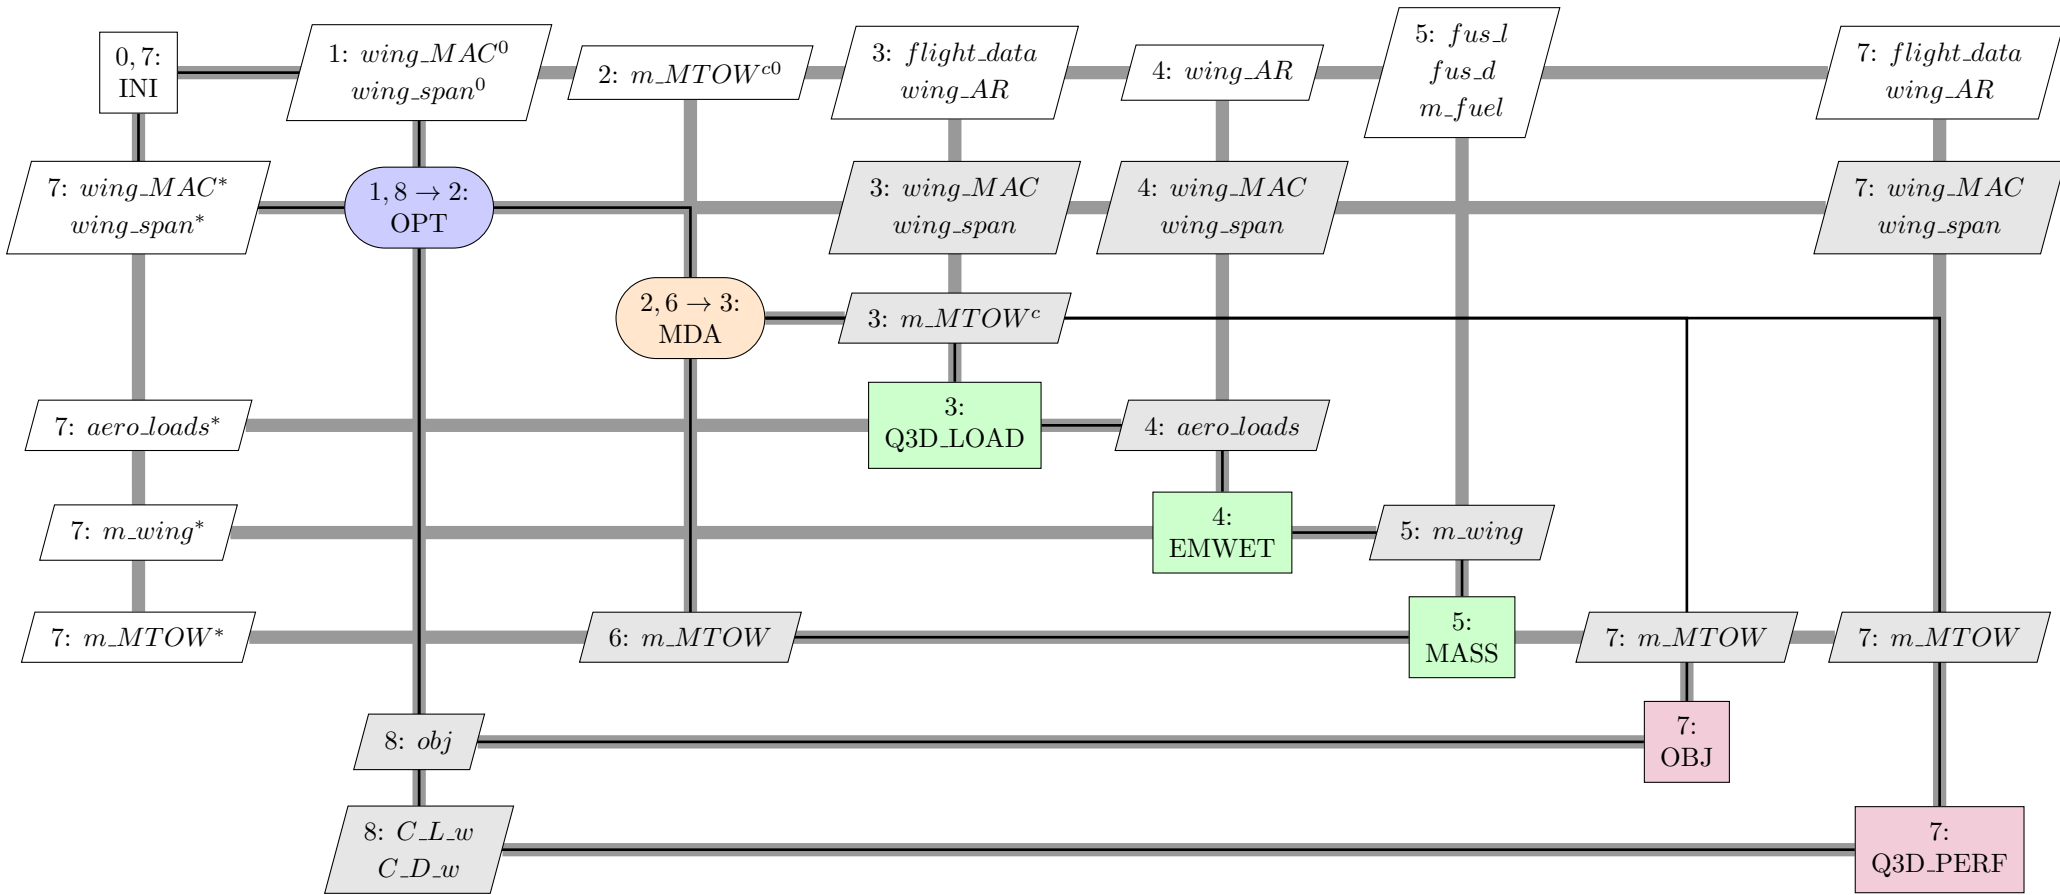 0, 7:
INI
1: wing_MAC⁰
wing_span⁰
2: m_MTOWᶜ⁰
3: flight_data
wing_AR
4: wing_AR
5: fus_l
fus_d
m_fuel
7: flight_data
wing_AR
7: wing_MAC*
wing_span*
1, 8 → 2:
OPT
3: wing_MAC
wing_span
4: wing_MAC
wing_span
7: wing_MAC
wing_span
2, 6 → 3:
MDA
3: m_MTOWᶜ
7: aero_loads*
3:
Q3D_LOAD
4: aero_loads
7: m_wing*
4:
EMWET
5: m_wing
7: m_MTOW*
6: m_MTOW
5:
MASS
7: m_MTOW
7: m_MTOW
8: obj
7:
OBJ
8: C_L_w
C_D_w
7:
Q3D_PERF